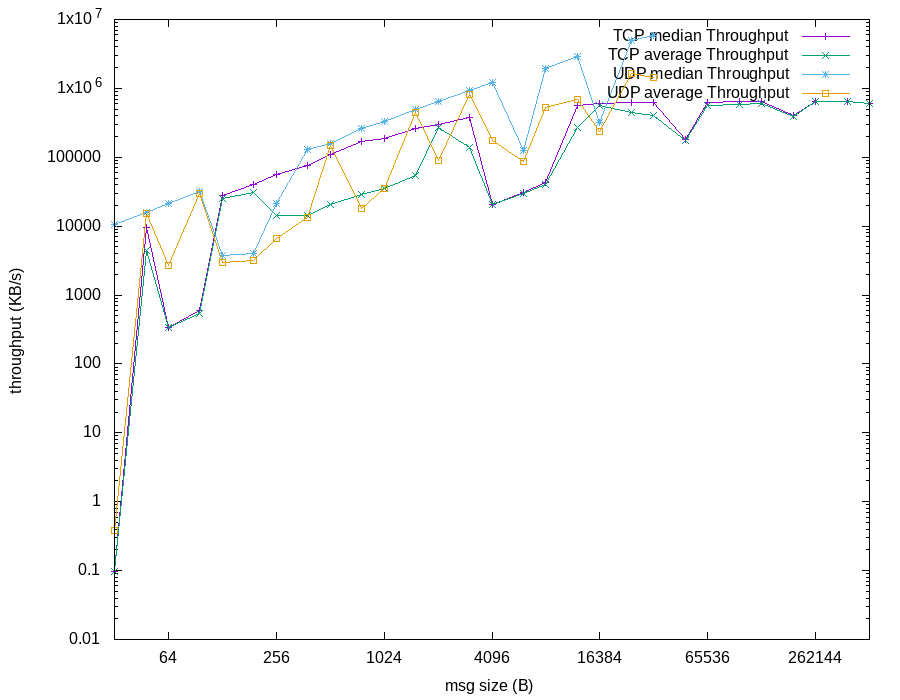 1x10^7
1x10^6
100000
10000
1000
100
10
1
0.1
0.01
throughput (KB/s)
TCP median Throughput
TCP average Throughput
UDP median Throughput
UDP average Throughput
64 256 1024 4096 16384 65536 262144
msg size (B)